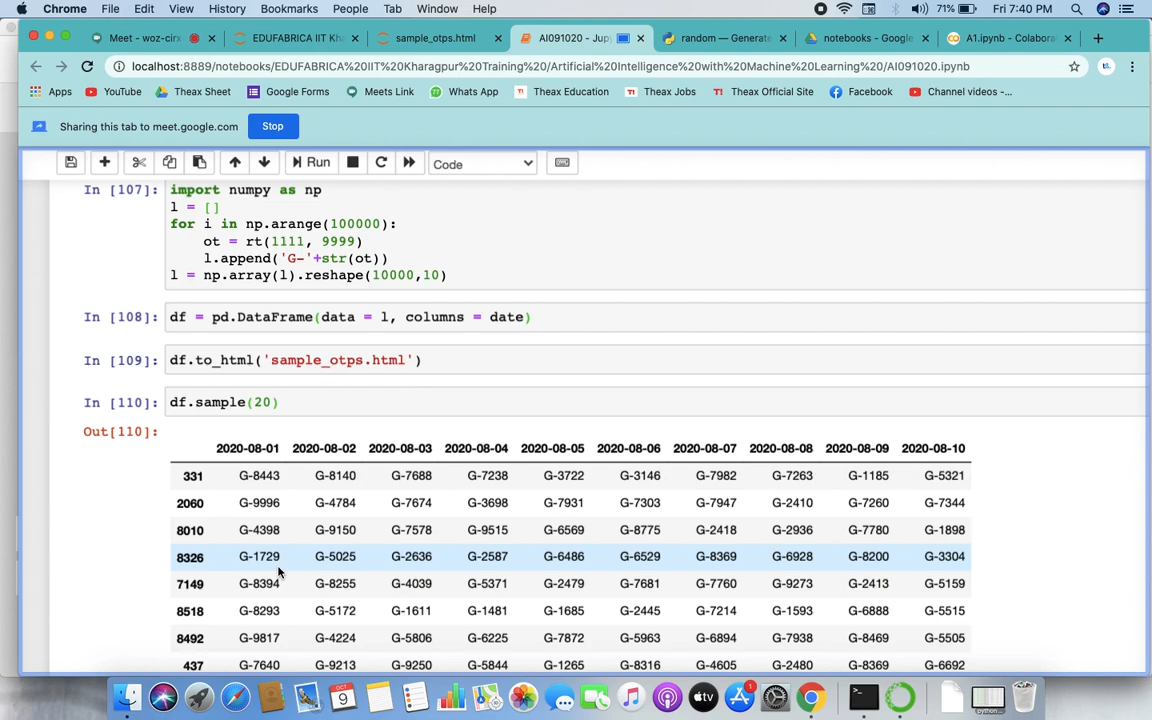 Chrome File Edit View History Bookmarks People Tab Window Help 71% Fri 7:40 PM
Meet - woz-cirx EDUFABRICA IIT Kha sample_otps.html AI091020 - Jup random — Generate notebooks - Google A1.ipynb - Colabora
localhost:8889/notebooks/EDUFABRICA%20IIT%20Kharagpur%20Training%20/Artificial%20Intelligence%20with%20Machine%20Learning%20/AI091020.ipynb
Apps YouTube Theax Sheet Google Forms Meets Link Whats App Theax Education Theax Jobs Theax Official Site Facebook Channel videos -...
Sharing this tab to meet.google.com Stop
Run Code
In [107]: import numpy as np
l = []
for i in np.arange(100000):
ot = rt(1111, 9999)
l.append('G-'+str(ot))
l = np.array(l).reshape(10000,10)
In [108]: df = pd.DataFrame(data = l, columns = date)
In [109]: df.to_html('sample_otps.html')
In [110]: df.sample(20)
Out[110]:
2020-08-01 2020-08-02 2020-08-03 2020-08-04 2020-08-05 2020-08-06 2020-08-07 2020-08-08 2020-08-09 2020-08-10
331 G-8443 G-8140 G-7688 G-7238 G-3722 G-3146 G-7982 G-7263 G-1185 G-5321
2060 G-9996 G-4784 G-7674 G-3698 G-7931 G-7303 G-7947 G-2410 G-7260 G-7344
8010 G-4398 G-9150 G-7578 G-9515 G-6569 G-8775 G-2418 G-2936 G-7780 G-1898
8326 G-1729 G-5025 G-2636 G-2587 G-6486 G-6529 G-8369 G-6928 G-8200 G-3304
7149 G-8394 G-8255 G-4039 G-5371 G-2479 G-7681 G-7760 G-9273 G-2413 G-5159
8518 G-8293 G-5172 G-1611 G-1481 G-1685 G-2445 G-7214 G-1593 G-6888 G-5515
8492 G-9817 G-4224 G-5806 G-6225 G-7872 G-5963 G-6894 G-7938 G-8469 G-5505
437 G-7640 G-9213 G-9250 G-5844 G-1265 G-8316 G-4605 G-2480 G-8369 G-6692
OCT
9
tv
1